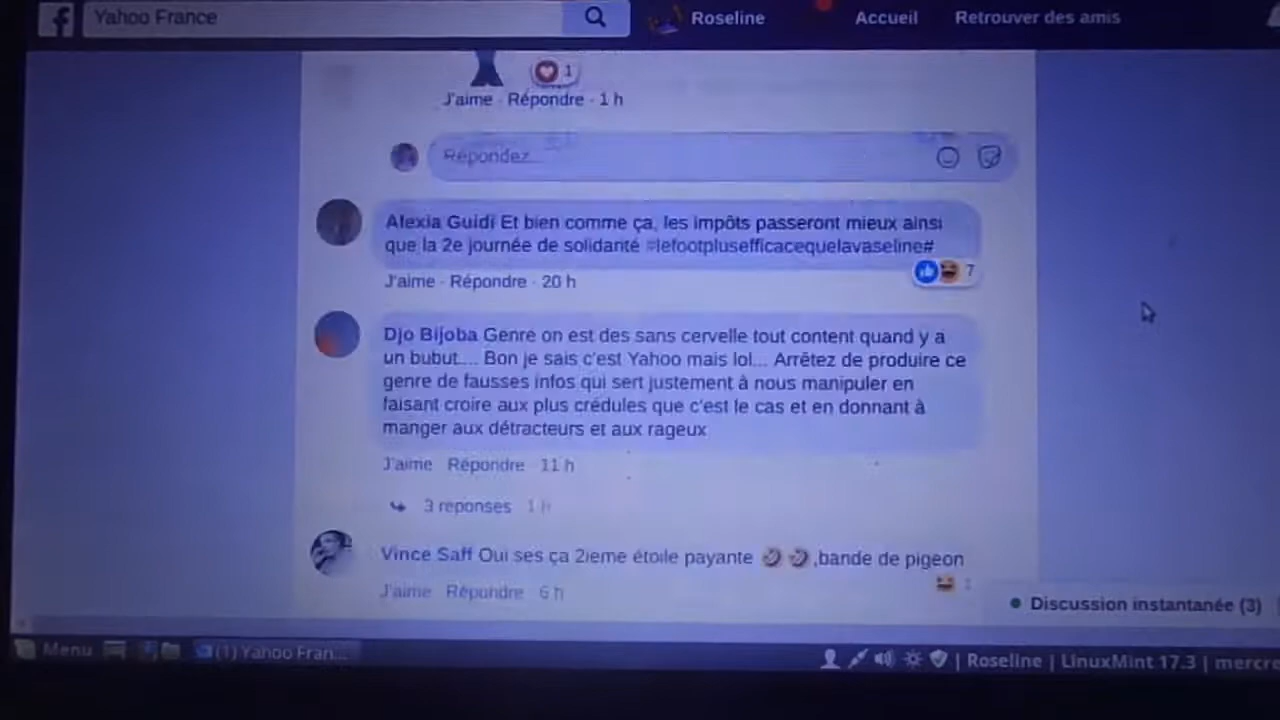 Yahoo France
Roseline
Accueil
Retrouver des amis
1
J'aime · Répondre · 1 h
Répondez...
Alexia Guidi Et bien comme ça, les impôts passeront mieux ainsi
que la 2e journée de solidarité #lefootplusefficacequelavaseline#
7
J'aime · Répondre · 20 h
Djo Bijoba Genre on est des sans cervelle tout content quand y a
un bubut.... Bon je sais c'est Yahoo mais lol... Arrêtez de produire ce
genre de fausses infos qui sert justement à nous manipuler en
faisant croire aux plus crédules que c'est le cas et en donnant à
manger aux détracteurs et aux rageux
J'aime Répondre 11 h
3 réponses 1 h
Vince Saff Oui ses ça 2ieme étoile payante 🤣 🤣 ,bande de pigeon
1
J'aime Répondre 6 h
Discussion instantanée (3)
Menu
(1) Yahoo Fran...
| Roseline | LinuxMint 17.3 | mercre